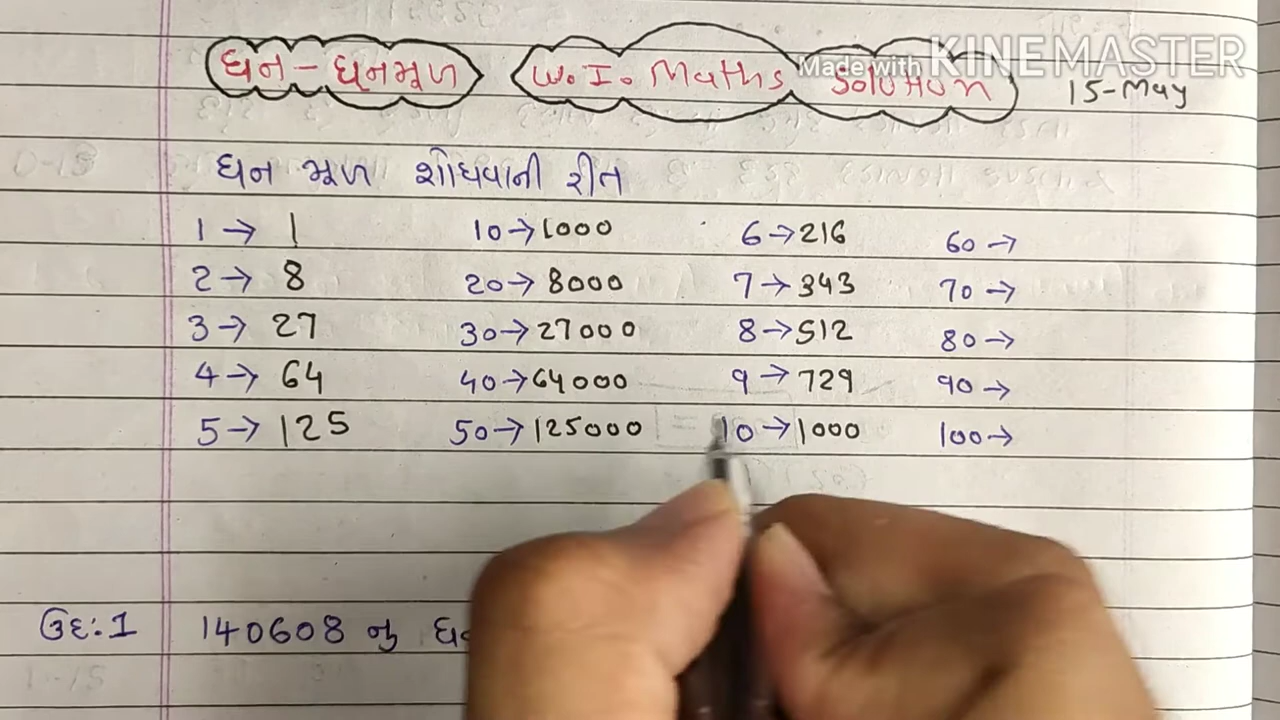 ઘન - ઘનમૂળ W. I. Maths Solution 15-May
Made with KINEMASTER
ઘન મૂળ શોધવાની રીત
1 → 1 10 → 1000 6 → 216 60 →
2 → 8 20 → 8000 7 → 343 70 →
3 → 27 30 → 27000 8 → 512 80 →
4 → 64 40 → 64000 9 → 729 90 →
5 → 125 50 → 125000 10 → 1000 100 →
ઉદ:1 140608 નુ